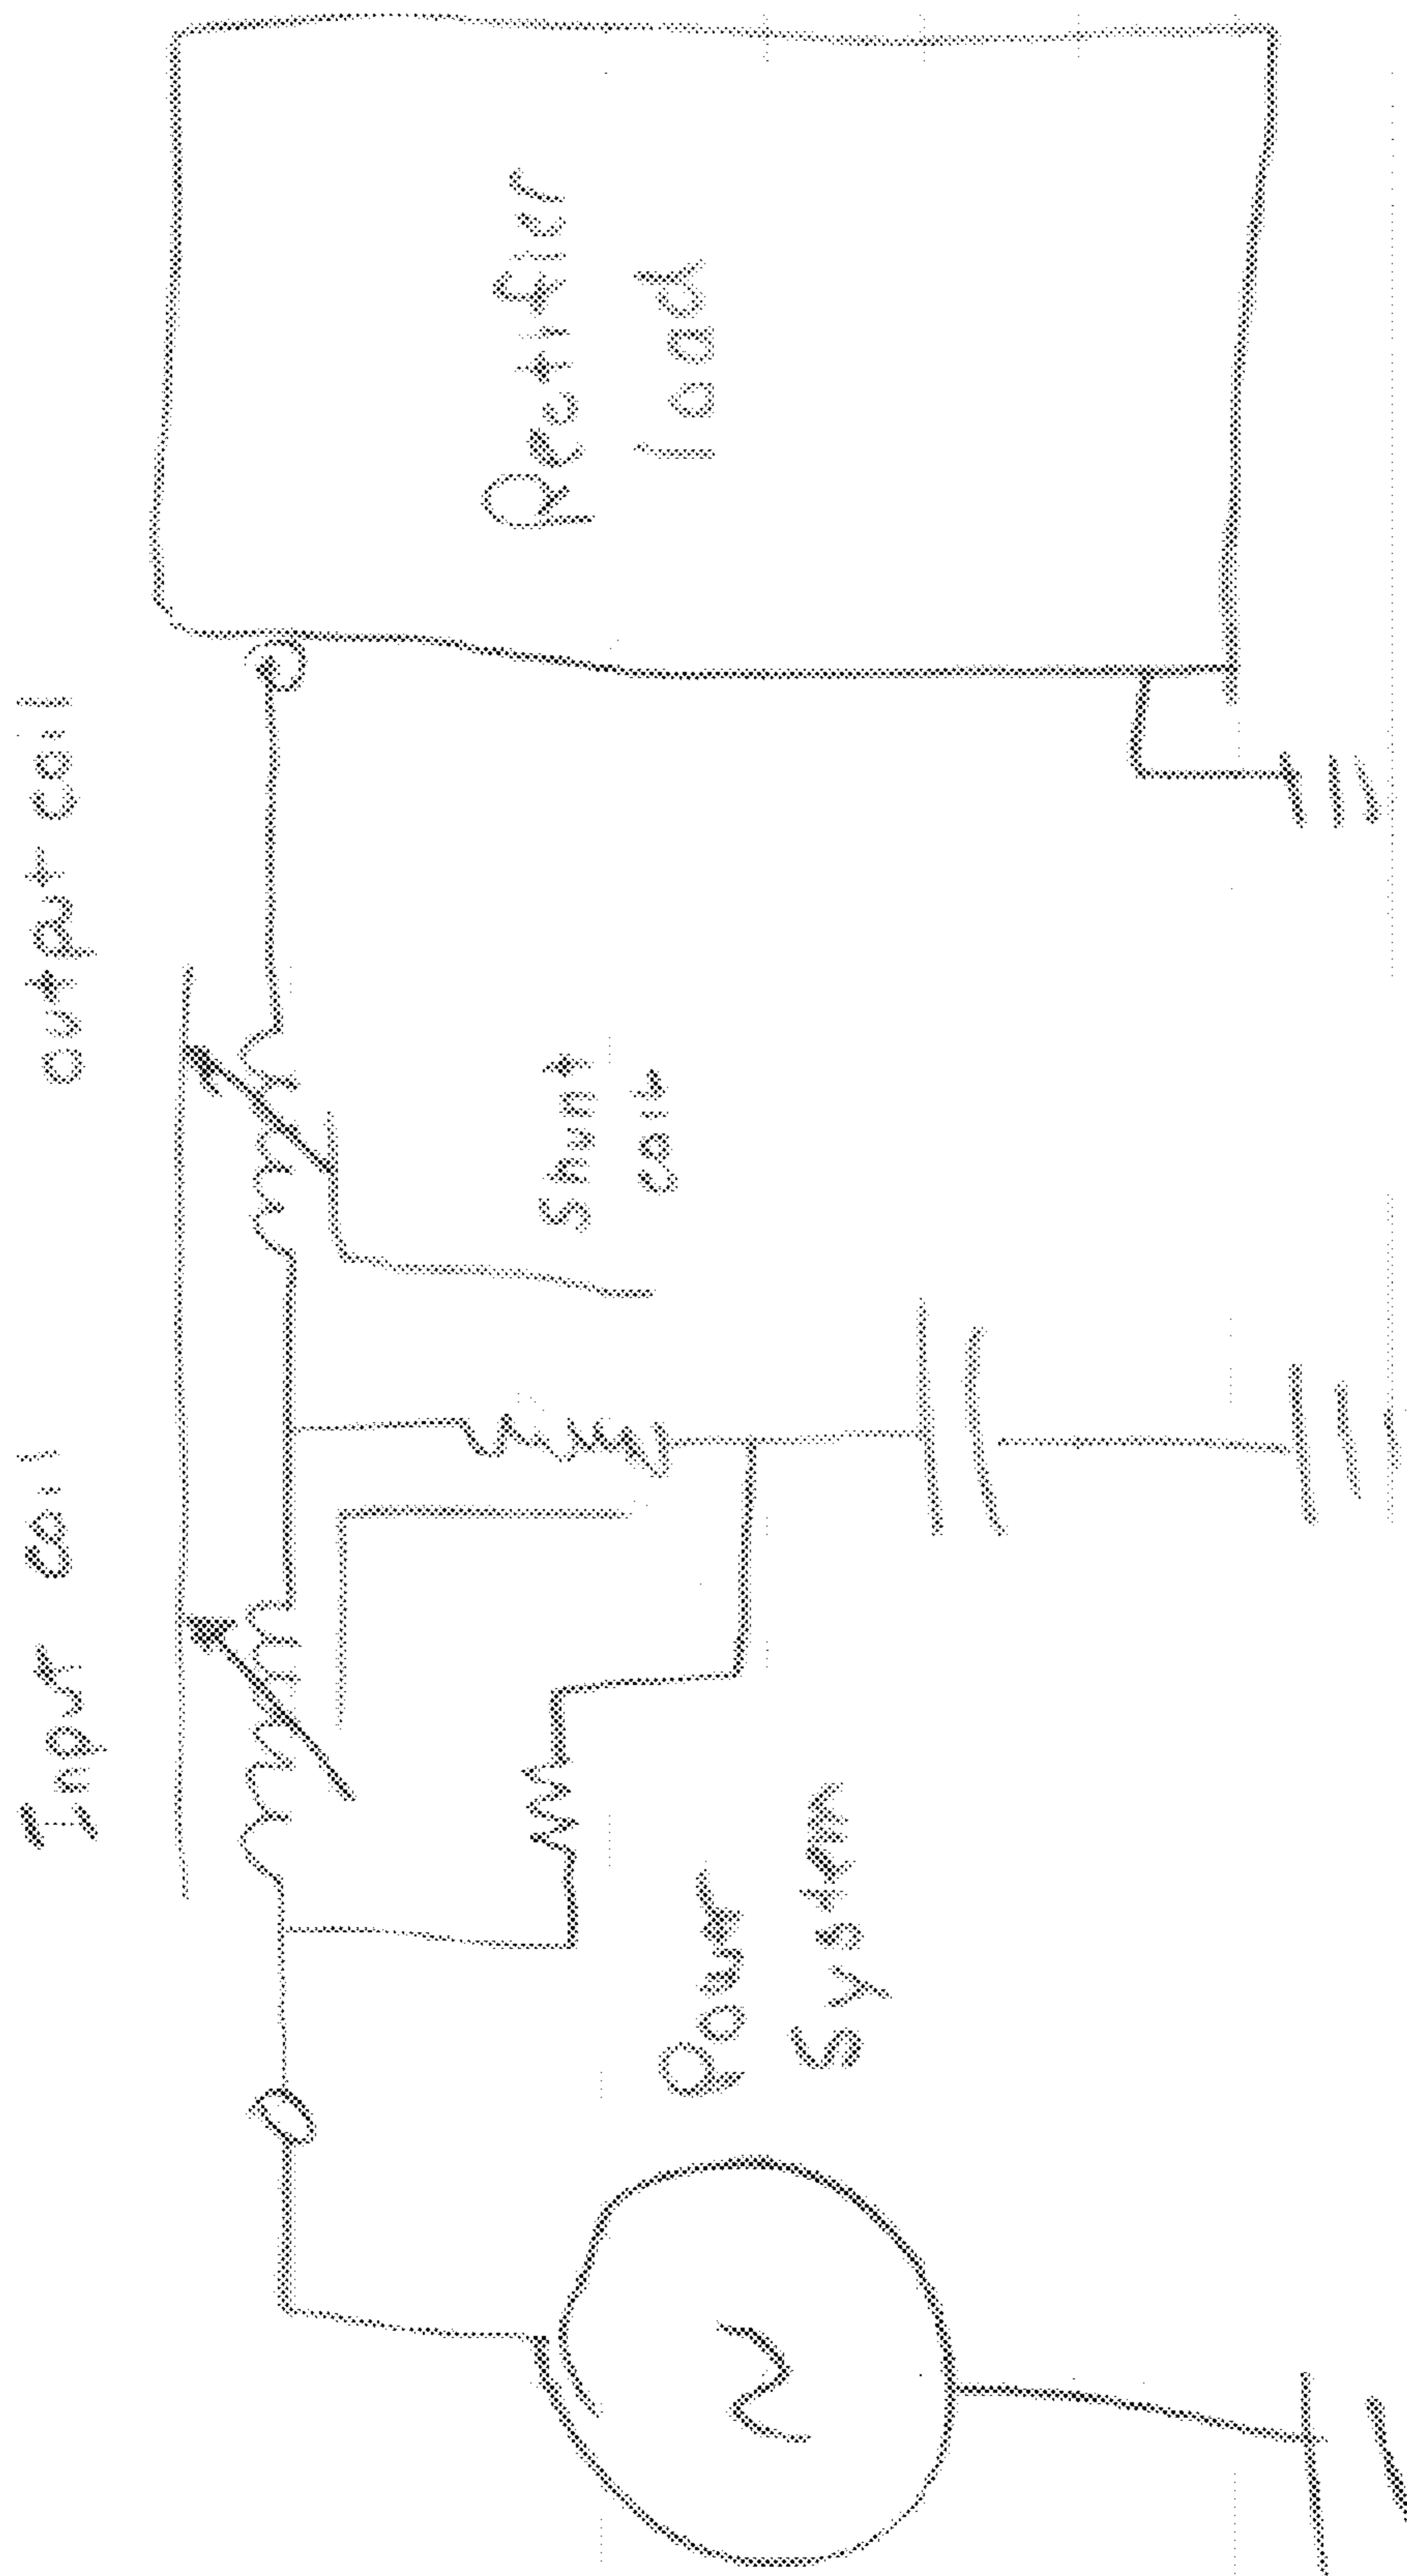 Input coil
output coil
Shunt
coil
Rectifier
load
Power
System